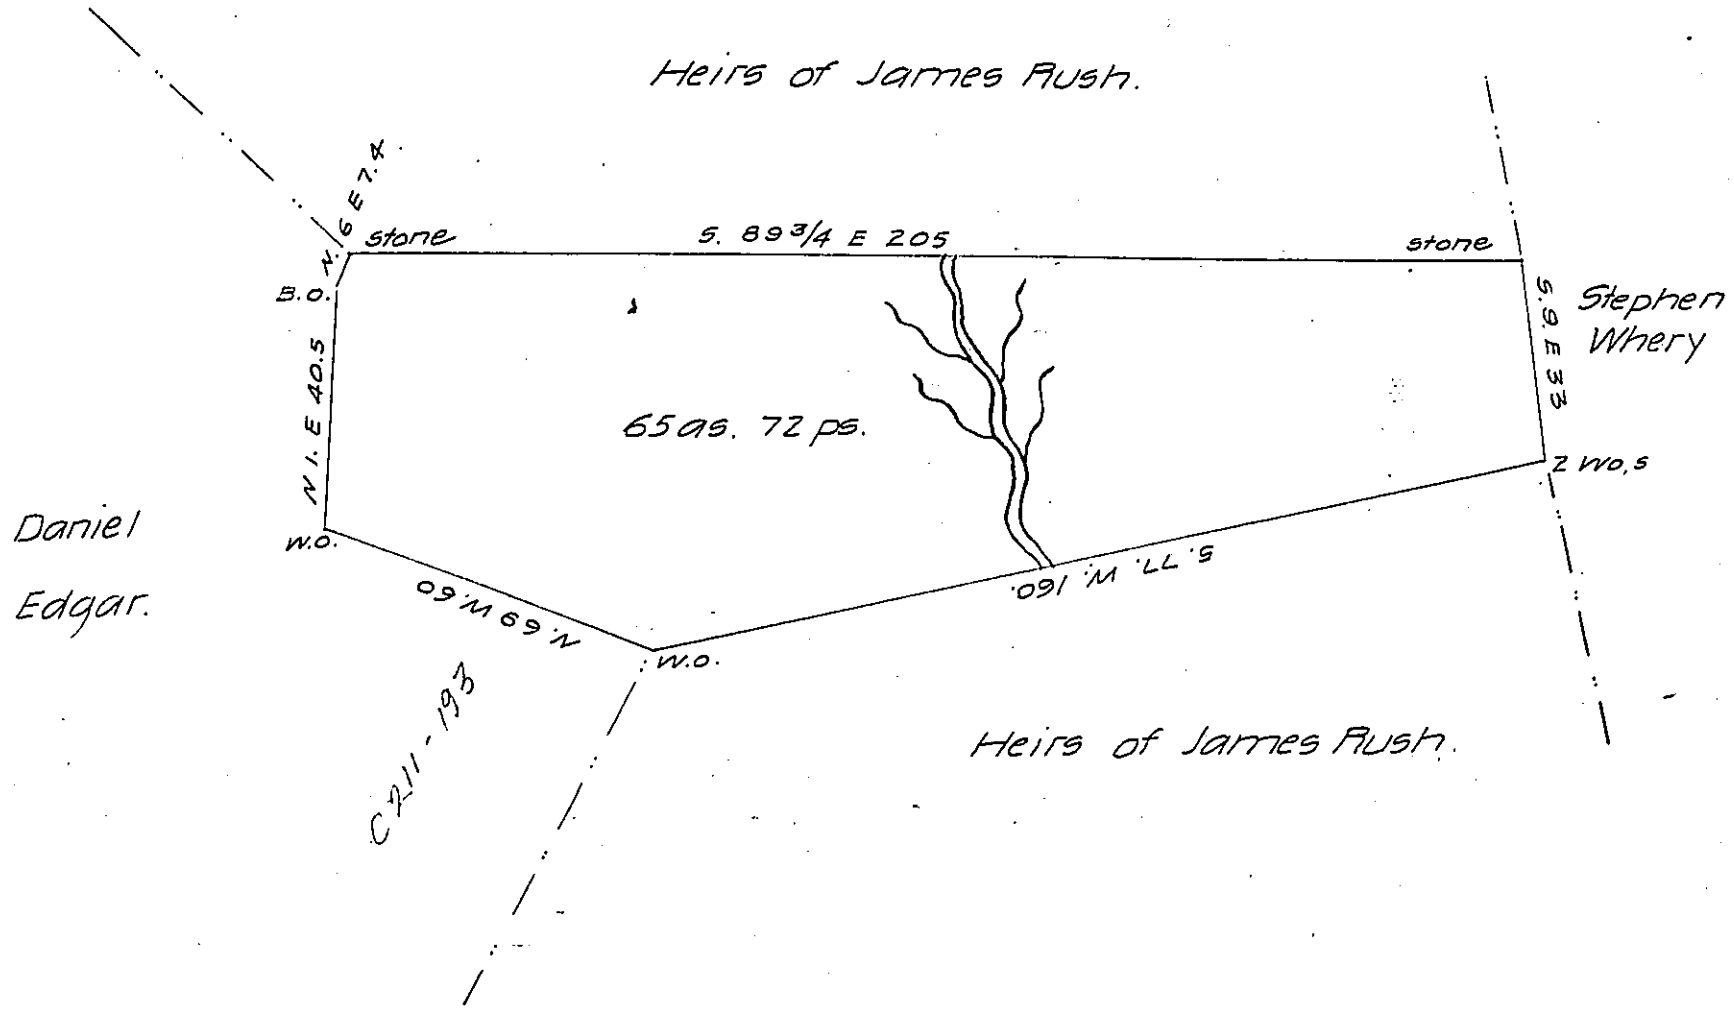 Heirs of James Rush.
N. 6 E 7.4.
stone
S. 89 3/4 E 205
stone
B.O.
S. 9. E 33
Stephen
Whery
N 1. E 40.5
65 as. 72 ps.
2 WO,S
Daniel
Edgar.
W.O.
S. 77. W. 160.
N. 69 W. 60
W.O.
C211-193
Heirs of James Rush.